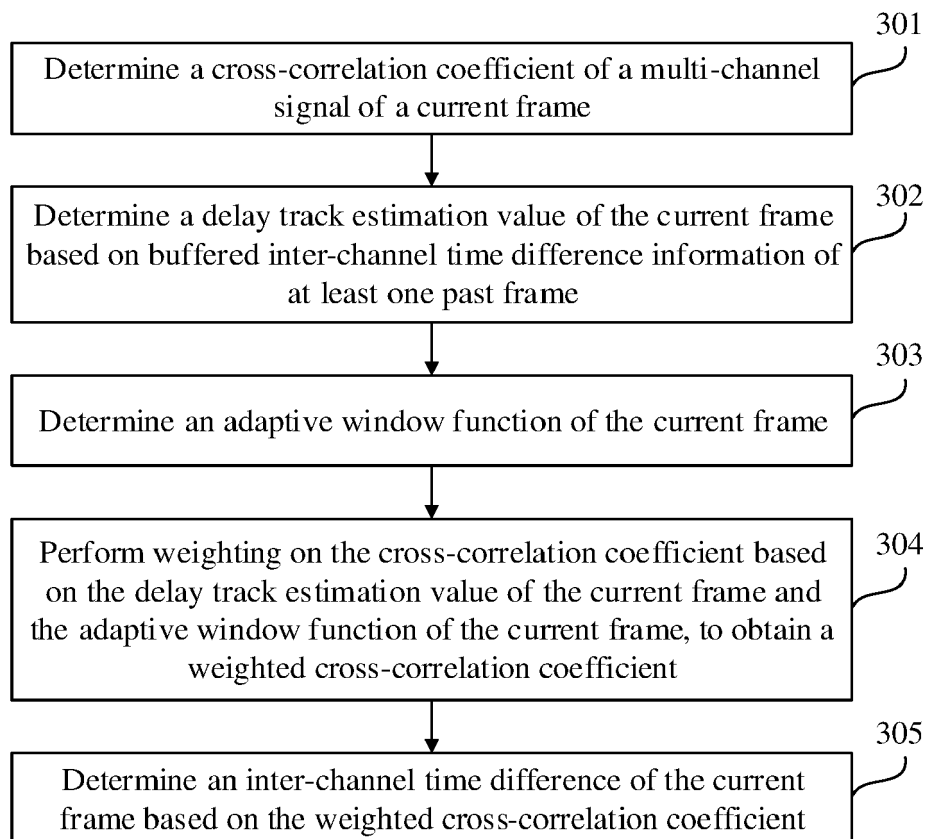 301
Determine a cross-correlation coefficient of a multi-channel
signal of a current frame
302
Determine a delay track estimation value of the current frame
based on buffered inter-channel time difference information of
at least one past frame
303
Determine an adaptive window function of the current frame
304
Perform weighting on the cross-correlation coefficient based
on the delay track estimation value of the current frame and
the adaptive window function of the current frame, to obtain a
weighted cross-correlation coefficient
305
Determine an inter-channel time difference of the current
frame based on the weighted cross-correlation coefficient